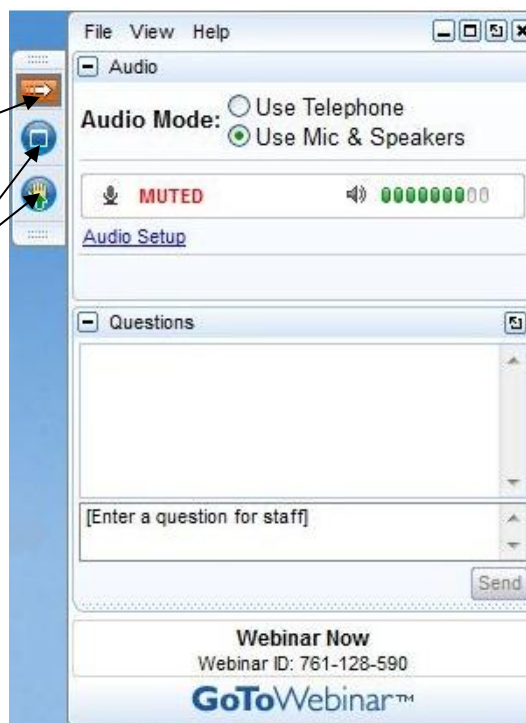 File View Help
Audio
Audio Mode: Use Telephone
Use Mic & Speakers
MUTED
Audio Setup
Questions
[Enter a question for staff]
Send
Webinar Now
Webinar ID: 761-128-590
GoToWebinar™